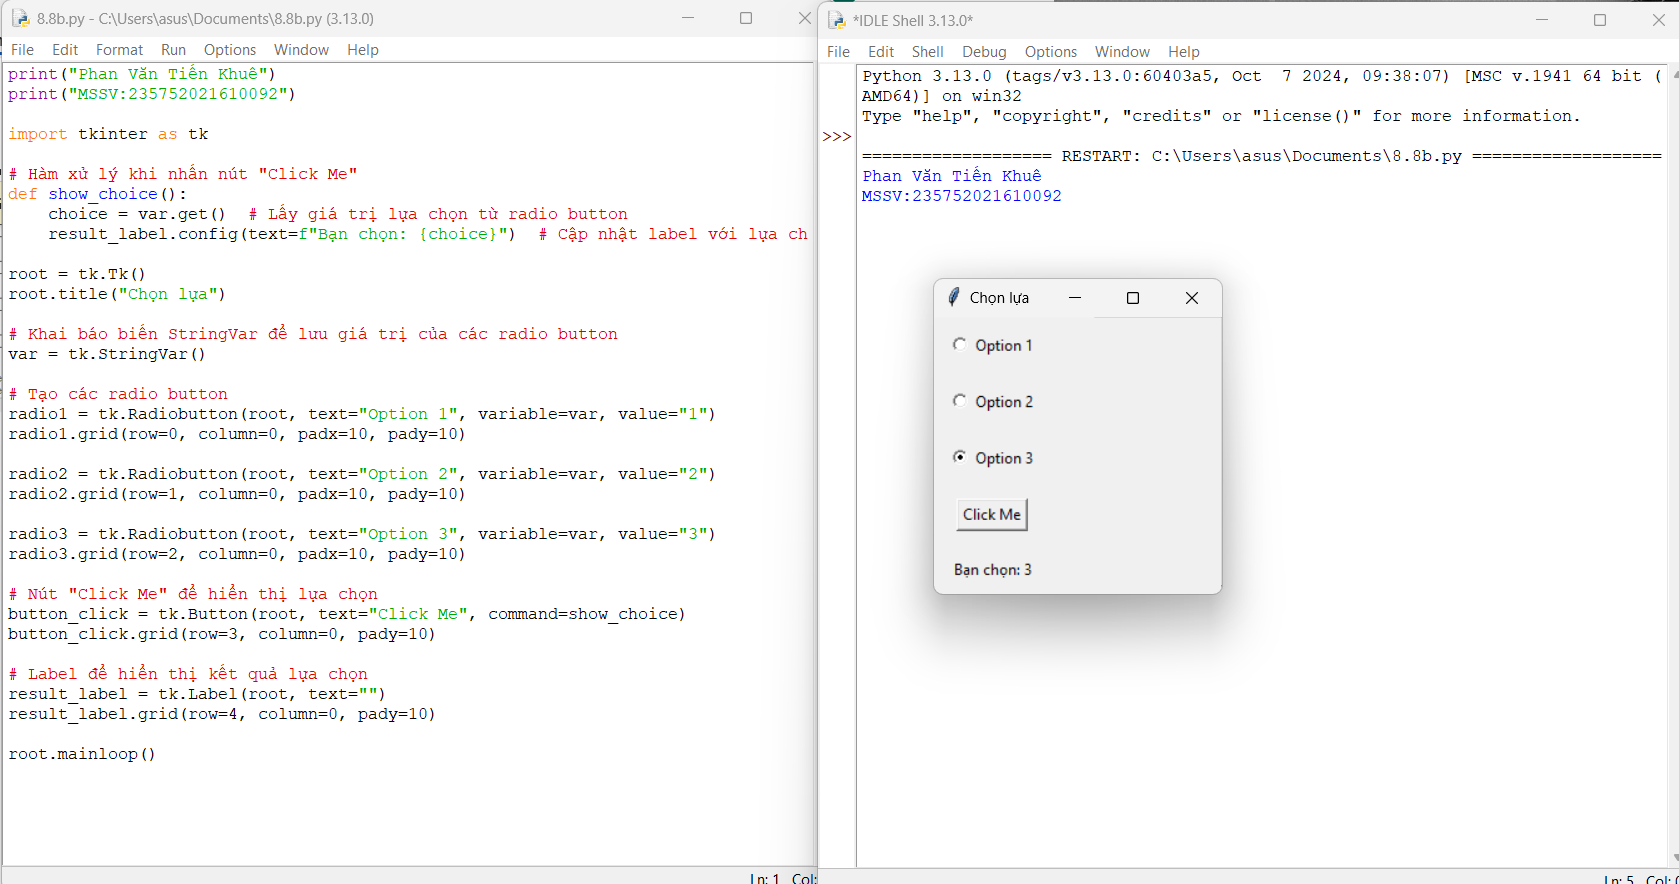 8.8b.py - C:\Users\asus\Documents\8.8b.py (3.13.0)
File Edit Format Run Options Window Help
print("Phan Văn Tiến Khuê")
print("MSSV:235752021610092")
import tkinter as tk
# Hàm xử lý khi nhấn nút "Click Me"
def show_choice():
    choice = var.get()  # Lấy giá trị lựa chọn từ radio button
    result_label.config(text=f"Bạn chọn: {choice}")  # Cập nhật label với lựa ch
root = tk.Tk()
root.title("Chọn lựa")
# Khai báo biến StringVar để lưu giá trị của các radio button
var = tk.StringVar()
# Tạo các radio button
radio1 = tk.Radiobutton(root, text="Option 1", variable=var, value="1")
radio1.grid(row=0, column=0, padx=10, pady=10)
radio2 = tk.Radiobutton(root, text="Option 2", variable=var, value="2")
radio2.grid(row=1, column=0, padx=10, pady=10)
radio3 = tk.Radiobutton(root, text="Option 3", variable=var, value="3")
radio3.grid(row=2, column=0, padx=10, pady=10)
# Nút "Click Me" để hiển thị lựa chọn
button_click = tk.Button(root, text="Click Me", command=show_choice)
button_click.grid(row=3, column=0, pady=10)
# Label để hiển thị kết quả lựa chọn
result_label = tk.Label(root, text="")
result_label.grid(row=4, column=0, pady=10)
root.mainloop()
Ln: 1 Col:
*IDLE Shell 3.13.0*
File Edit Shell Debug Options Window Help
Python 3.13.0 (tags/v3.13.0:60403a5, Oct  7 2024, 09:38:07) [MSC v.1941 64 bit (
AMD64)] on win32
Type "help", "copyright", "credits" or "license()" for more information.
>>>
=================== RESTART: C:\Users\asus\Documents\8.8b.py ===================
Phan Văn Tiến Khuê
MSSV:235752021610092
Chọn lựa
Option 1
Option 2
Option 3
Click Me
Bạn chọn: 3
Ln: 5 Col: